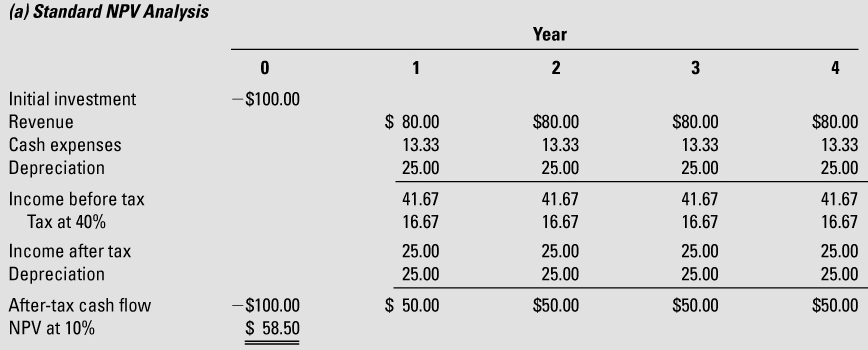 (a) Standard NPV Analysis
Year
0 1 2 3 4
Initial investment −$100.00
Revenue $ 80.00 $80.00 $80.00 $80.00
Cash expenses 13.33 13.33 13.33 13.33
Depreciation 25.00 25.00 25.00 25.00
Income before tax 41.67 41.67 41.67 41.67
Tax at 40% 16.67 16.67 16.67 16.67
Income after tax 25.00 25.00 25.00 25.00
Depreciation 25.00 25.00 25.00 25.00
After-tax cash flow −$100.00 $ 50.00 $50.00 $50.00 $50.00
NPV at 10% $ 58.50